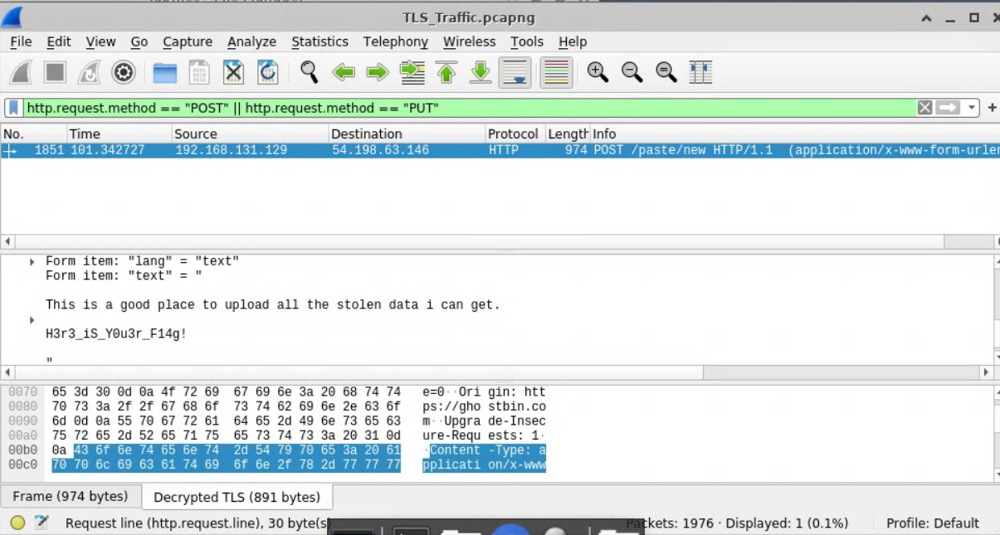 TLS_Traffic.pcapng
File Edit View Go Capture Analyze Statistics Telephony Wireless Tools Help
http.request.method == "POST" || http.request.method == "PUT"
No. Time Source Destination Protocol Length Info
1851 101.342727 192.168.131.129 54.198.63.146 HTTP 974 POST /paste/new HTTP/1.1 (application/x-www-form-urlen
Form item: "lang" = "text"
Form item: "text" = "
This is a good place to upload all the stolen data i can get.
H3r3_iS_Y0u3r_F14g!
"
0070 65 3d 30 0d 0a 4f 72 69 67 69 6e 3a 20 68 74 74 e=0··Ori gin: htt
0080 70 73 3a 2f 2f 67 68 6f 73 74 62 69 6e 2e 63 6f ps://gho stbin.co
0090 6d 0d 0a 55 70 67 72 61 64 65 2d 49 6e 73 65 63 m··Upgra de-Insec
00a0 75 72 65 2d 52 65 71 75 65 73 74 73 3a 20 31 0d ure-Requ ests: 1·
00b0 0a 43 6f 6e 74 65 6e 74 2d 54 79 70 65 3a 20 61 ·Content -Type: a
00c0 70 70 6c 69 63 61 74 69 6f 6e 2f 78 2d 77 77 77 pplicati on/x-www
Frame (974 bytes) Decrypted TLS (891 bytes)
Request line (http.request.line), 30 byte(s) Packets: 1976 · Displayed: 1 (0.1%) Profile: Default